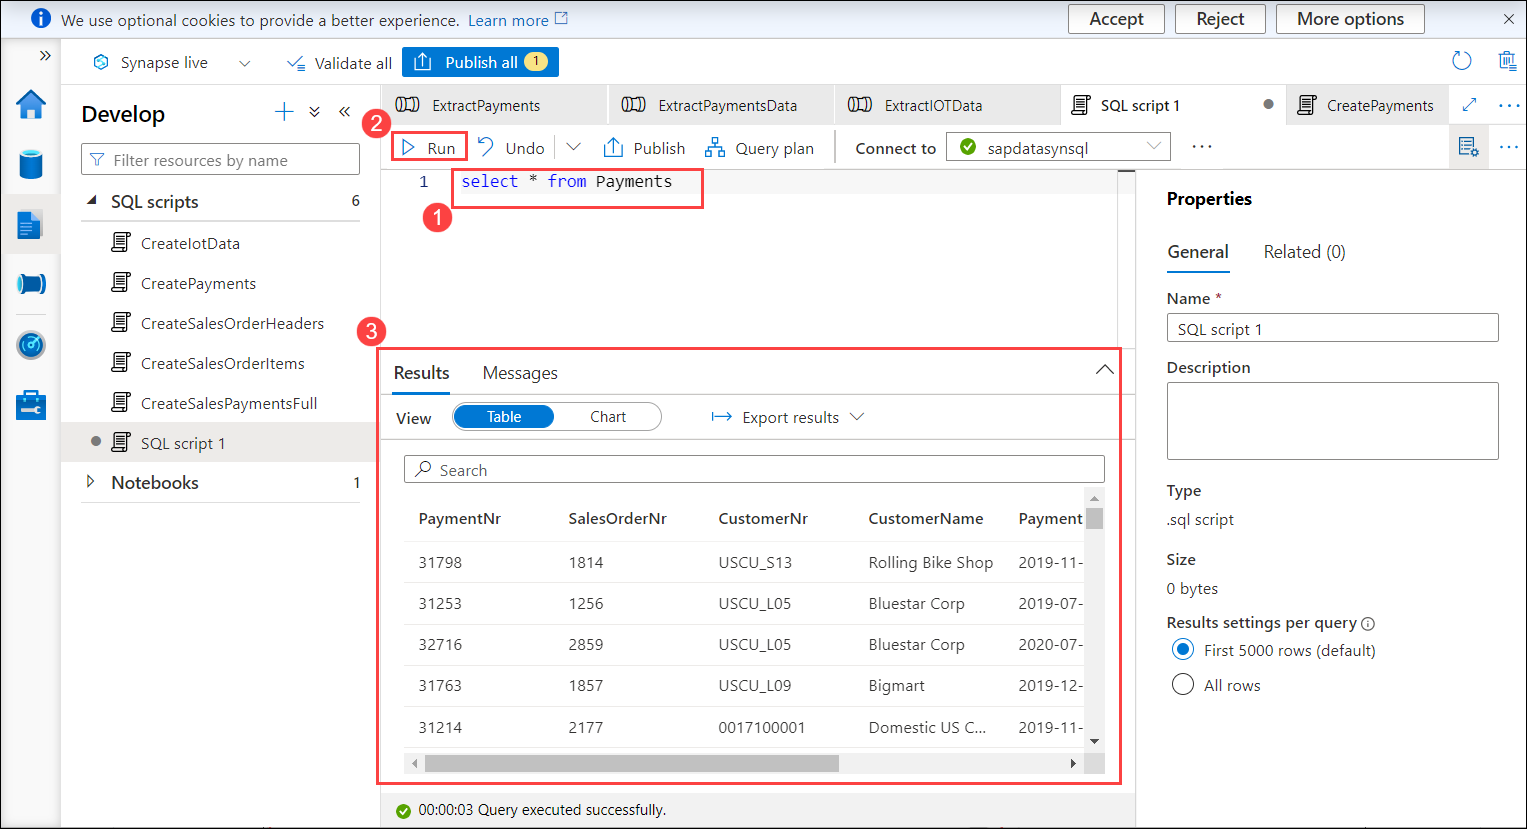 We use optional cookies to provide a better experience. Learn more
Accept
Reject
More options
Synapse live
Validate all
Publish all 1
Develop
Filter resources by name
SQL scripts 6
CreateIotData
CreatePayments
CreateSalesOrderHeaders
CreateSalesOrderItems
CreateSalesPaymentsFull
SQL script 1
Notebooks 1
ExtractPayments
ExtractPaymentsData
ExtractIOTData
SQL script 1
CreatePayments
2
Run
Undo
Publish
Query plan
Connect to
sapdatasynsql
1 select * from Payments
1
3
Results
Messages
View
Table
Chart
Export results
Search
PaymentNr SalesOrderNr CustomerNr CustomerName Payment
31798 1814 USCU_S13 Rolling Bike Shop 2019-11-
31253 1256 USCU_L05 Bluestar Corp 2019-07-
32716 2859 USCU_L05 Bluestar Corp 2020-07-
31763 1857 USCU_L09 Bigmart 2019-12-
31214 2177 0017100001 Domestic US C... 2019-11-
00:00:03 Query executed successfully.
Properties
General
Related (0)
Name *
SQL script 1
Description
Type
.sql script
Size
0 bytes
Results settings per query
First 5000 rows (default)
All rows